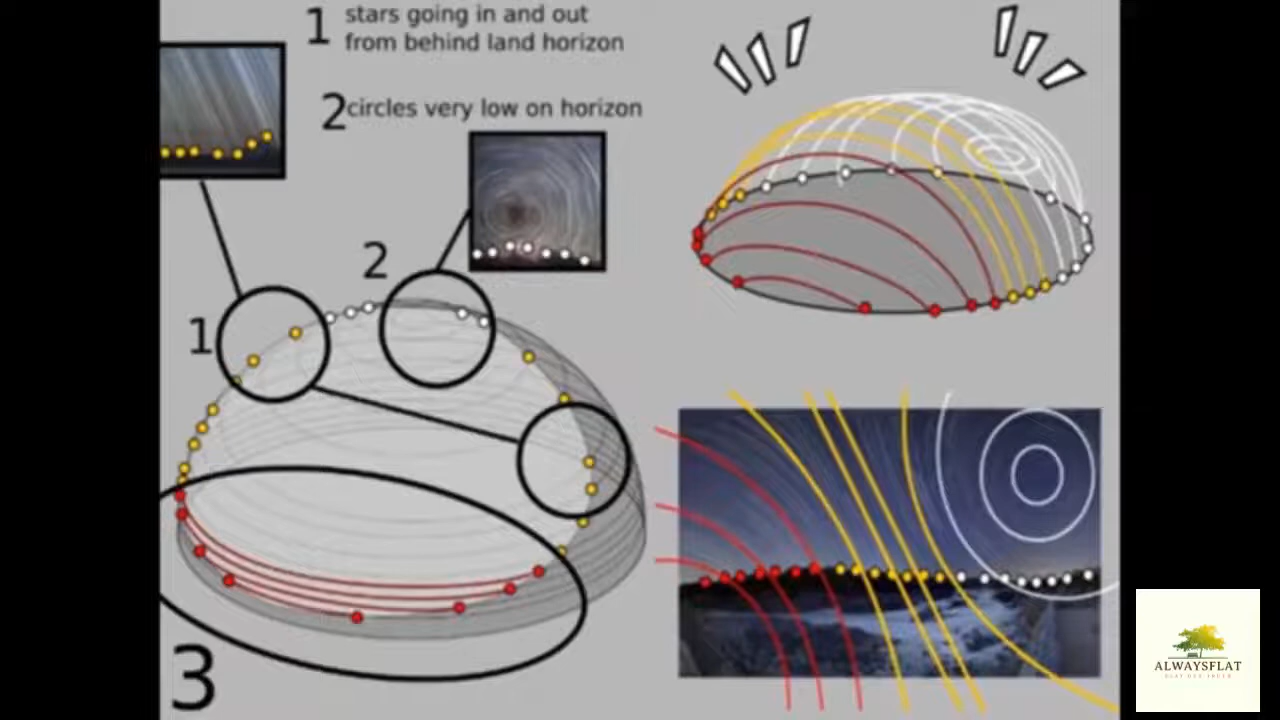 1 stars going in and out
from behind land horizon
2 circles very low on horizon
2
1
3
ALWAYSFLAT